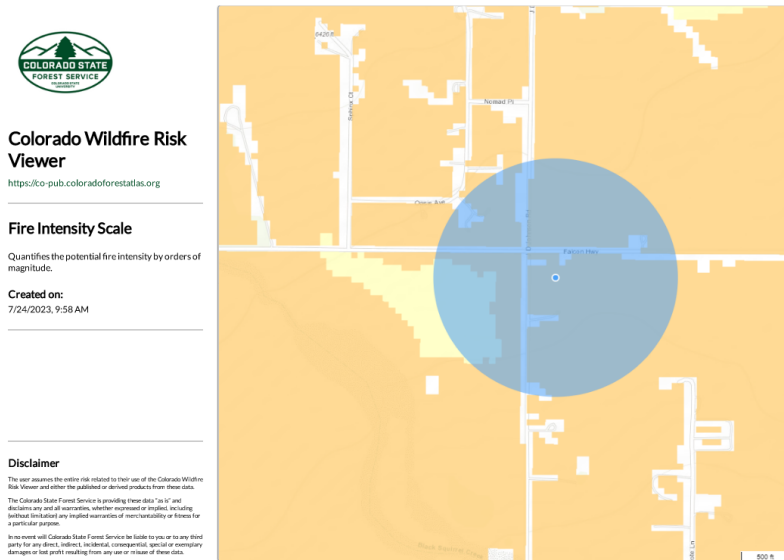 COLORADO STATE
FOREST SERVICE
COLORADO STATE
UNIVERSITY
Colorado Wildfire Risk
Viewer
https://co-pub.coloradoforestatlas.org
Fire Intensity Scale
Quantifies the potential fire intensity by orders of
magnitude.
Created on:
7/24/2023, 9:58 AM
Disclaimer
The user assumes the entire risk related to their use of the Colorado Wildfire
Risk Viewer and either the published or derived products from these data.
The Colorado State Forest Service is providing these data "as is" and
disclaims any and all warranties, whether expressed or implied, including
(without limitation) any implied warranties of merchantability or fitness for
a particular purpose.
In no event will Colorado State Forest Service be liable to you or to any third
party for any direct, indirect, incidental, consequential, special or exemplary
damages or lost profit resulting from any use or misuse of these data.
Nomad Pt
Falcon Hwy
Ln
500 ft